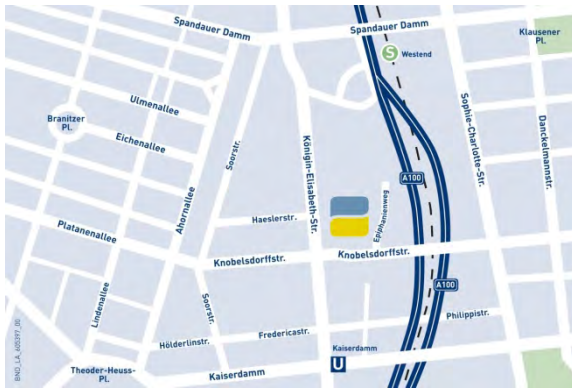 Spandauer Damm
Spandauer Damm
Klausener
Pl.
S
Westend
Ulmenallee
Branitzer
Pl.
Eichenallee
Soorstr.
Königin-Elisabeth-Str.
Sophie-Charlotte-Str.
Danckelmannstr.
A100
Ahornallee
Haeslerstr.
Epiphanienweg
Platanenallee
Knobelsdorffstr.
Knobelsdorffstr.
A100
Lindenallee
Soorstr.
Philippistr.
Fredericastr.
Hölderlinstr.
Kaiserdamm
U
Theoder-Heuss-
Pl.
Kaiserdamm
BND_LA_605397_00